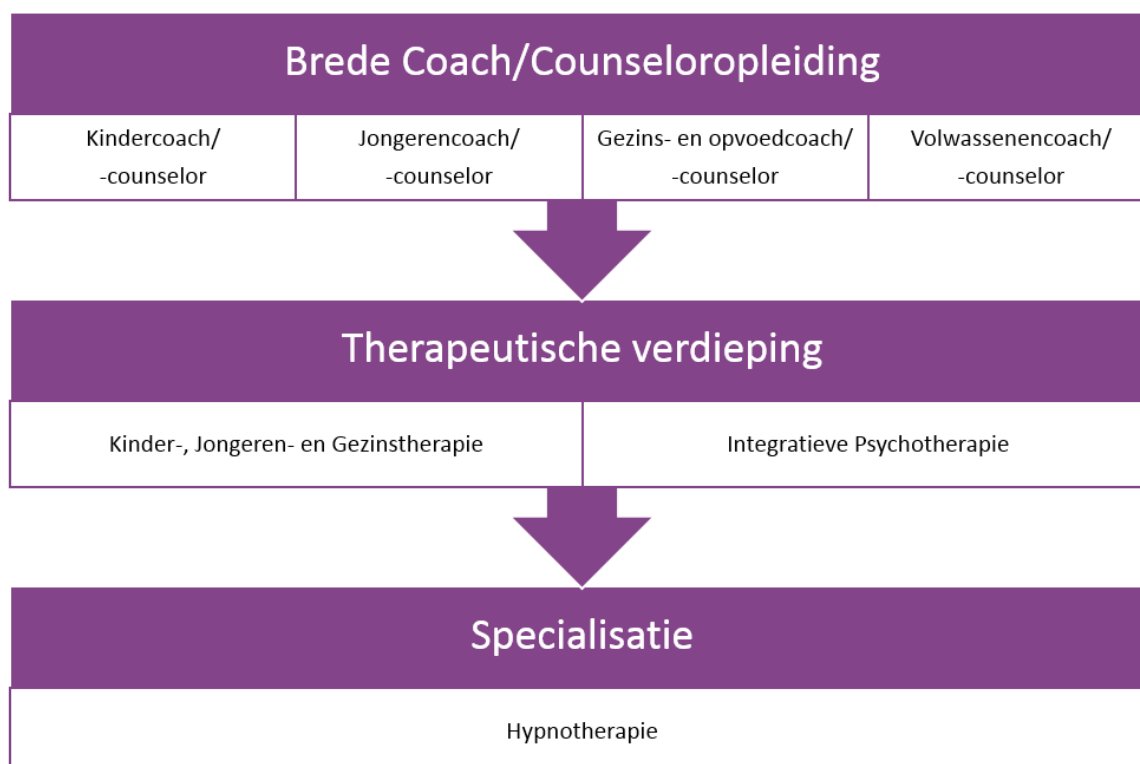 Brede Coach/Counseloropleiding
Kindercoach/
-counselor
Jongerencoach/
-counselor
Gezins- en opvoedcoach/
-counselor
Volwassenencoach/
-counselor
Therapeutische verdieping
Kinder-, Jongeren- en Gezinstherapie
Integratieve Psychotherapie
Specialisatie
Hypnotherapie